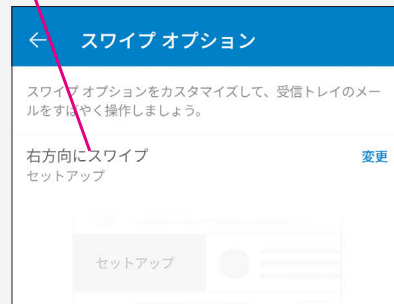 スワイプ オプション
スワイプ オプションをカスタマイズして、受信トレイのメー
ルをすばやく操作しましょう。
右方向にスワイプ
変更
セットアップ
セットアップ